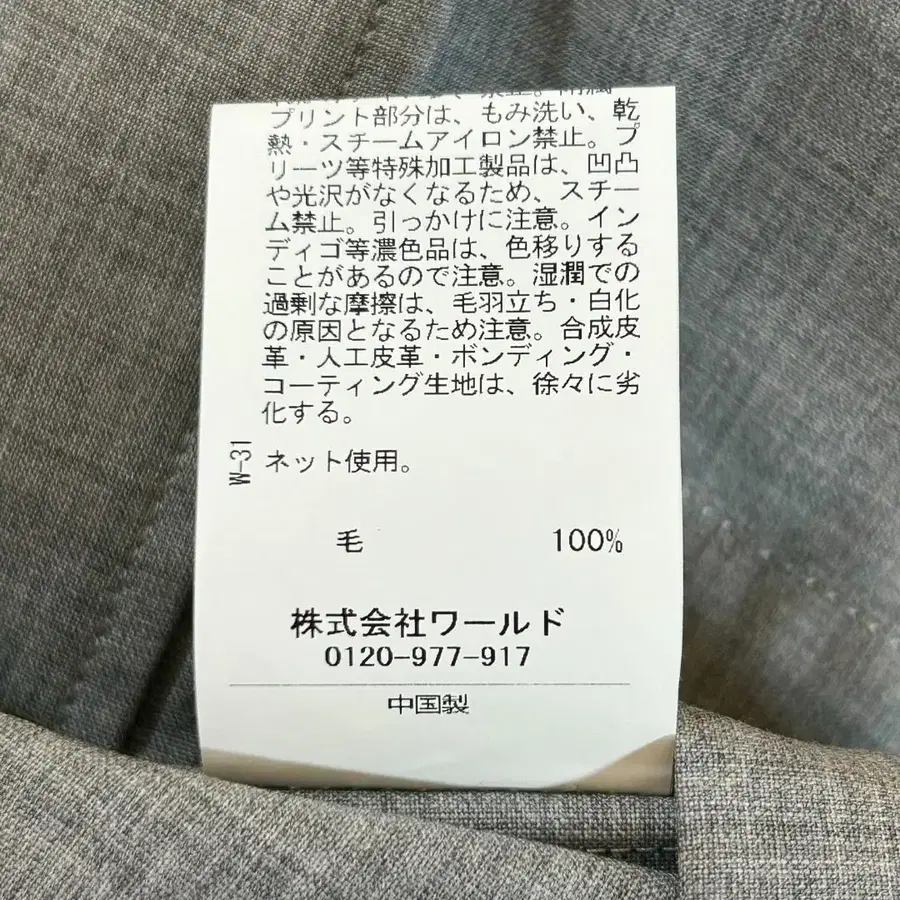 プリント部分は、もみ洗い、乾
熱・スチームアイロン禁止。プ
リーツ等特殊加工製品は、凹凸
や光沢がなくなるため、スチー
ム禁止。引っかけに注意。イン
ディゴ等濃色品は、色移りする
ことがあるので注意。湿潤での
過剰な摩擦は、毛羽立ち・白化
の原因となるため注意。合成皮
革・人工皮革・ボンディング・
コーティング生地は、徐々に劣
化する。
W-31
ネット使用。
毛 100%
株式会社ワールド
0120-977-917
中国製